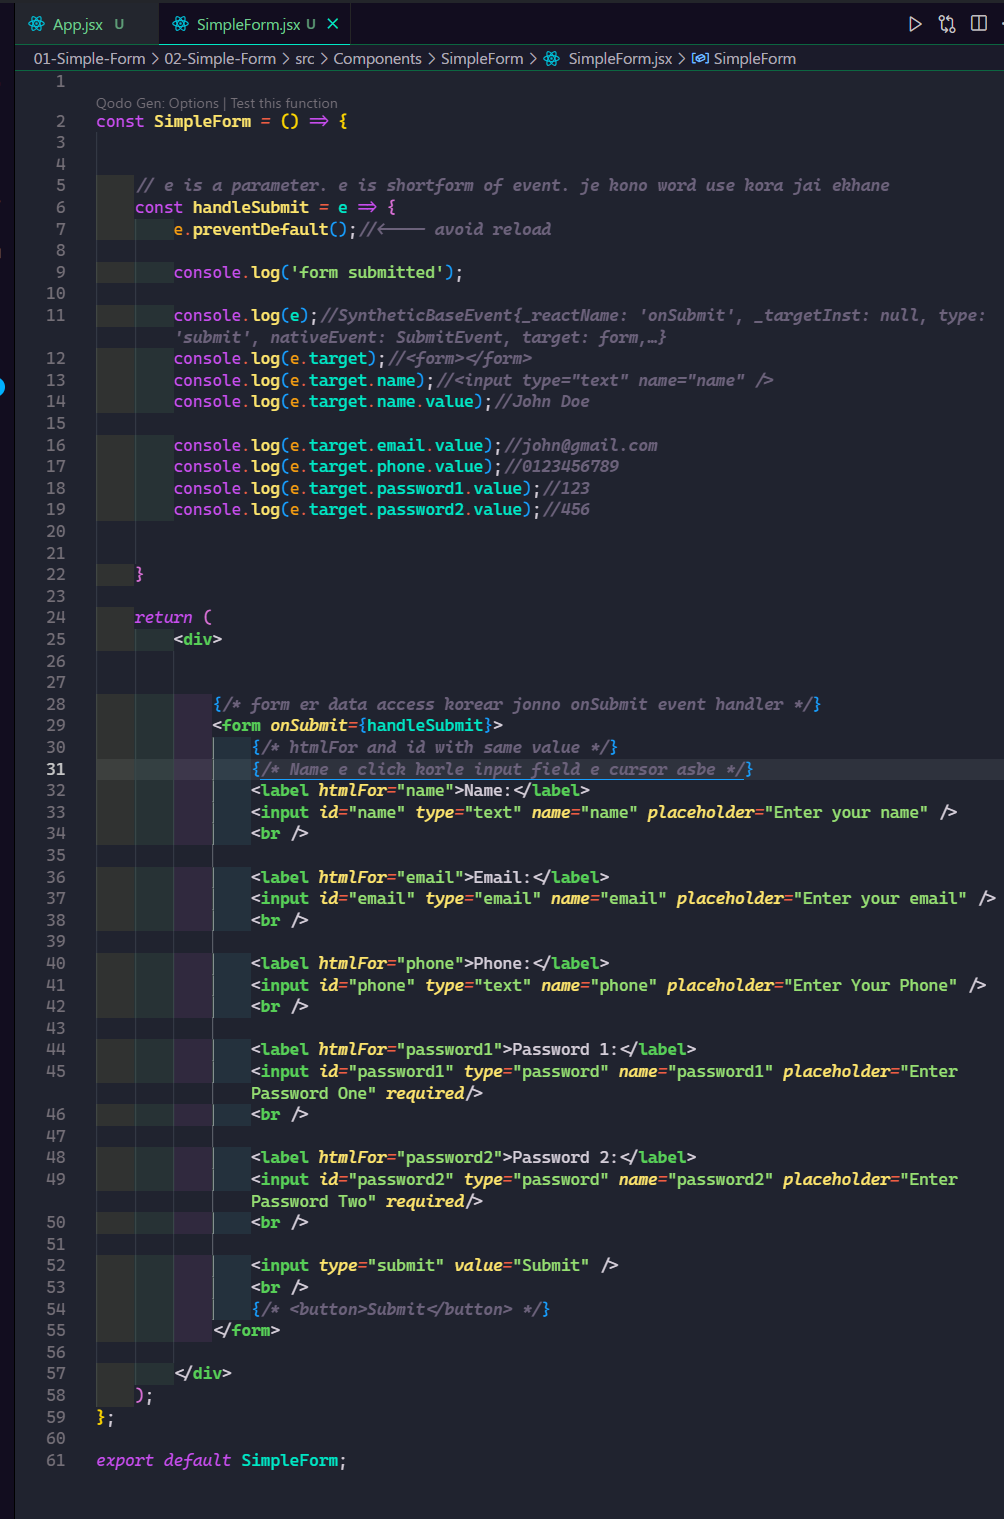 App.jsx U
SimpleForm.jsx U ×
01-Simple-Form > 02-Simple-Form > src > Components > SimpleForm > SimpleForm.jsx > SimpleForm
1
Qodo Gen: Options | Test this function
2 const SimpleForm = () => {
3
4
5 // e is a parameter. e is shortform of event. je kono word use kora jai ekhane
6 const handleSubmit = e => {
7 e.preventDefault();//<---- avoid reload
8
9 console.log('form submitted');
10
11 console.log(e);//SyntheticBaseEvent{_reactName: 'onSubmit', _targetInst: null, type:
'submit', nativeEvent: SubmitEvent, target: form,…}
12 console.log(e.target);//<form></form>
13 console.log(e.target.name);//<input type="text" name="name" />
14 console.log(e.target.name.value);//John Doe
15
16 console.log(e.target.email.value);//john@gmail.com
17 console.log(e.target.phone.value);//0123456789
18 console.log(e.target.password1.value);//123
19 console.log(e.target.password2.value);//456
20
21
22 }
23
24 return (
25 <div>
26
27
28 {/* form er data access korear jonno onSubmit event handler */}
29 <form onSubmit={handleSubmit}>
30 {/* htmlFor and id with same value */}
31 {/* Name e click korle input field e cursor asbe */}
32 <label htmlFor="name">Name:</label>
33 <input id="name" type="text" name="name" placeholder="Enter your name" />
34 <br />
35
36 <label htmlFor="email">Email:</label>
37 <input id="email" type="email" name="email" placeholder="Enter your email" />
38 <br />
39
40 <label htmlFor="phone">Phone:</label>
41 <input id="phone" type="text" name="phone" placeholder="Enter Your Phone" />
42 <br />
43
44 <label htmlFor="password1">Password 1:</label>
45 <input id="password1" type="password" name="password1" placeholder="Enter
Password One" required/>
46 <br />
47
48 <label htmlFor="password2">Password 2:</label>
49 <input id="password2" type="password" name="password2" placeholder="Enter
Password Two" required/>
50 <br />
51
52 <input type="submit" value="Submit" />
53 <br />
54 {/* <button>Submit</button> */}
55 </form>
56
57 </div>
58 );
59 };
60
61 export default SimpleForm;